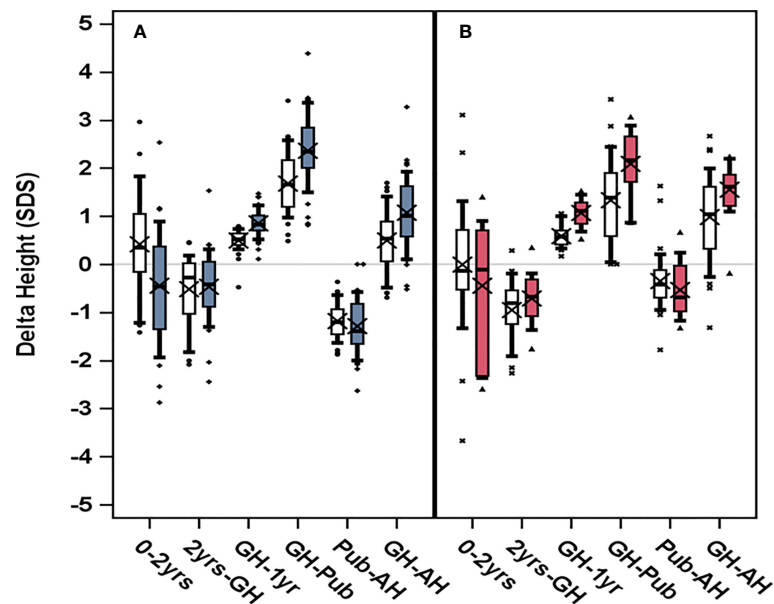 A
B
5
4
3
2
1
0
-1
-2
-3
-4
-5
Delta Height (SDS)
0-2yrs
2yrs-GH
GH-1yr
GH-Pub
Pub-AH
GH-AH
0-2yrs
2yrs-GH
GH-1yr
GH-Pub
Pub-AH
GH-AH